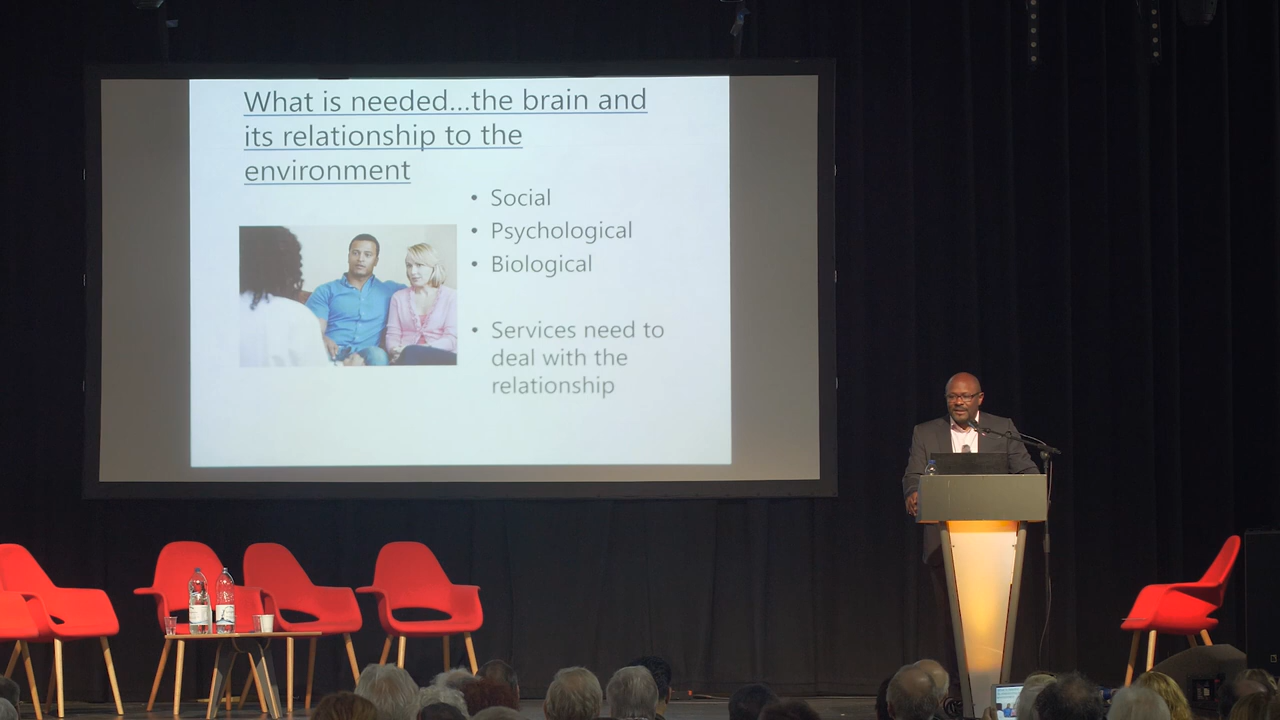 What is needed...the brain and
its relationship to the
environment
• Social
• Psychological
• Biological
• Services need to
deal with the
relationship